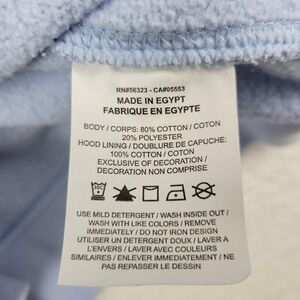 RN#56323 - CA#05553
MADE IN EGYPT
FABRIQUE EN EGYPTE
BODY / CORPS: 80% COTTON / COTON
20% POLYESTER
HOOD LINING / DOUBLURE DE CAPUCHE:
100% COTTON / COTON
EXCLUSIVE OF DECORATION /
DECORATION NON COMPRISE
USE MILD DETERGENT / WASH INSIDE OUT /
WASH WITH LIKE COLORS / REMOVE
IMMEDIATELY / DO NOT IRON DESIGN
UTILISER UN DETERGENT DOUX / LAVER A
L'ENVERS / LAVER AVEC COULEURS
SIMILAIRES / ENLEVER IMMEDIATEMENT / NE
PAS REPASSER LE DESSIN